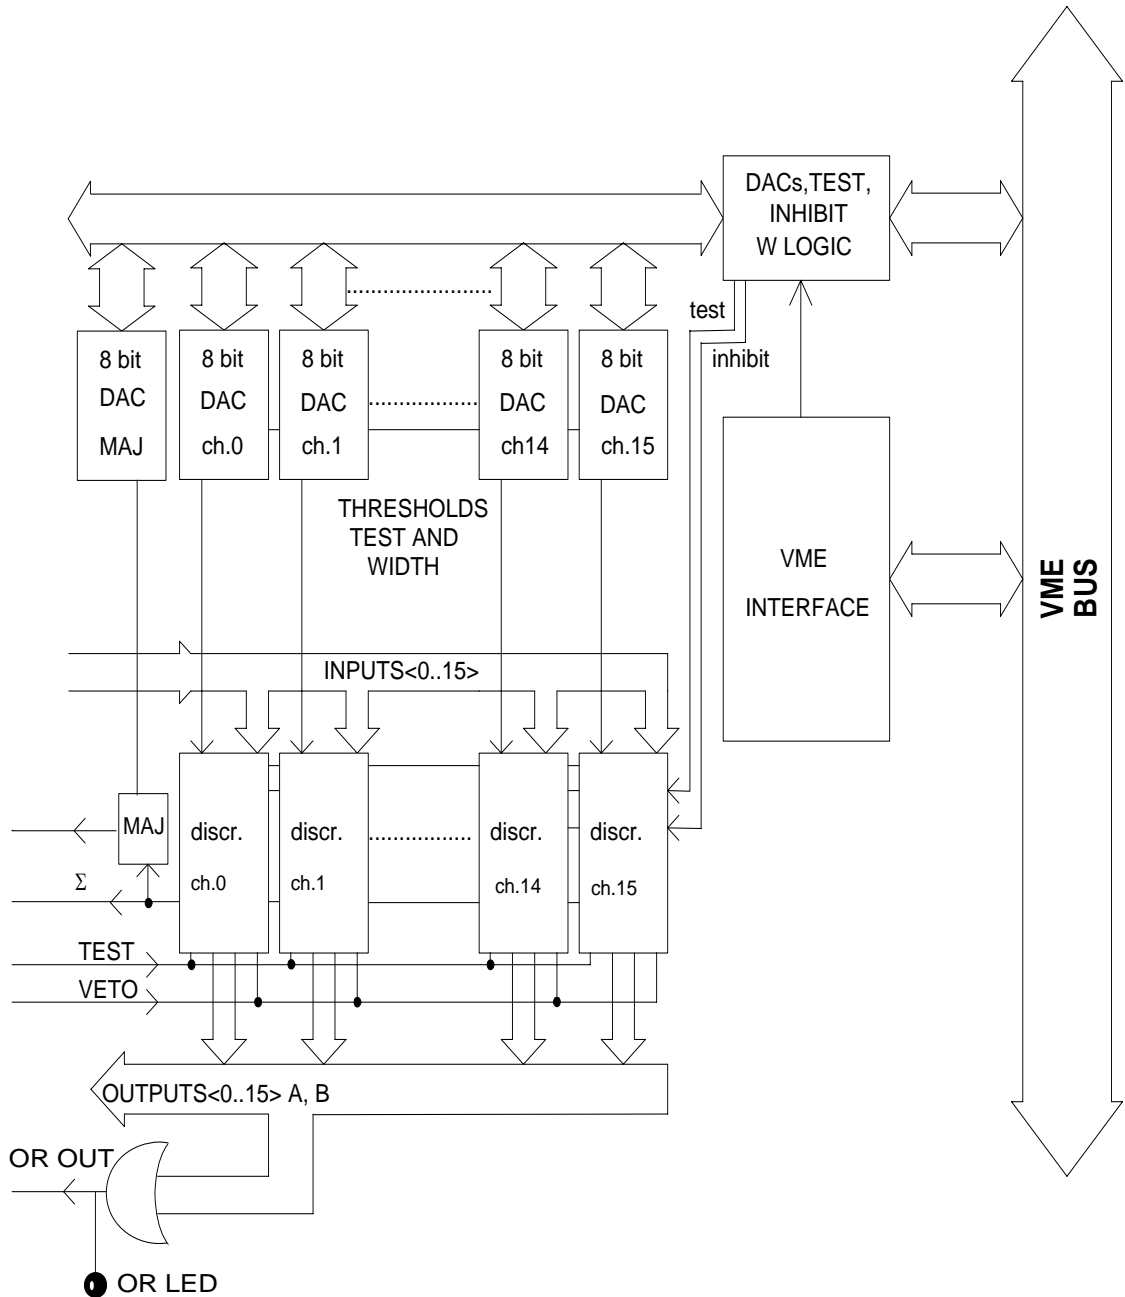 DACs,TEST,
INHIBIT
W LOGIC
test
inhibit
8 bit
DAC
MAJ
8 bit
DAC
ch.0
8 bit
DAC
ch.1
8 bit
DAC
ch14
8 bit
DAC
ch.15
THRESHOLDS
TEST AND
WIDTH
VME
INTERFACE
VME
BUS
INPUTS<0..15>
MAJ
discr.
ch.0
discr.
ch.1
discr.
ch.14
discr.
ch.15
Σ
TEST
VETO
OUTPUTS<0..15> A, B
OR OUT
OR LED